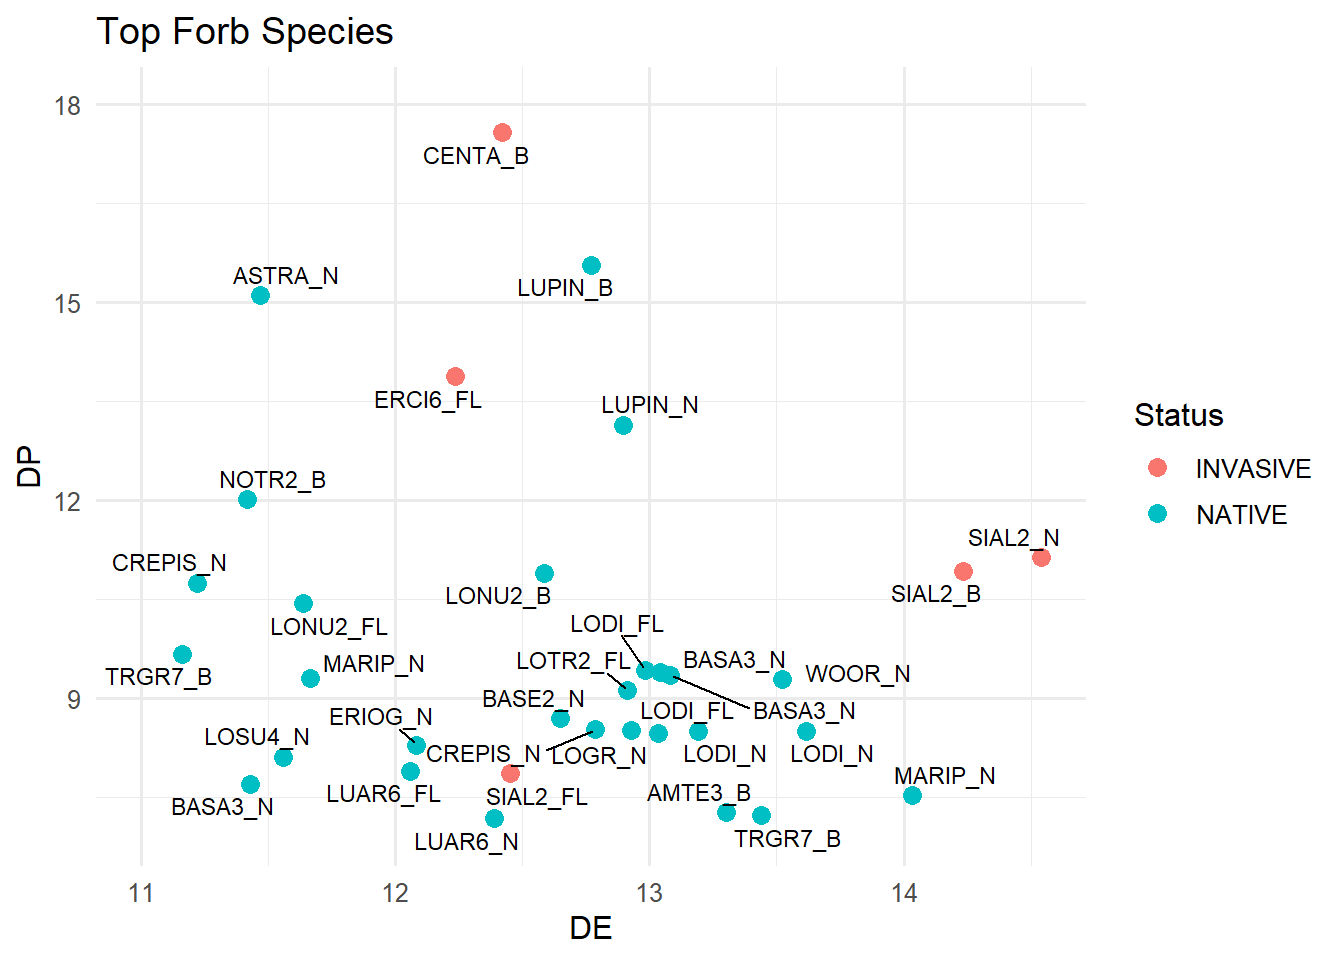 Top Forb Species
18
CENTA_B
ASTRA_N
LUPIN_B
15
ERCI6_FL
LUPIN_N
Status
INVASIVE
NATIVE
DP
NOTR2_B
12
SIAL2_N
CREPIS_N
SIAL2_B
LONU2_B
LONU2_FL
LODI_FL
MARIP_N
LOTR2_FL
BASA3_N
WOOR_N
TRGR7_B
9
BASE2_N
ERIOG_N
LODI_FL
BASA3_N
LOSU4_N
CREPIS_N
LOGR_N
LODI_N
LODI_N
MARIP_N
BASA3_N
LUAR6_FL
SIAL2_FL
AMTE3_B
LUAR6_N
TRGR7_B
11
12
13
14
DE